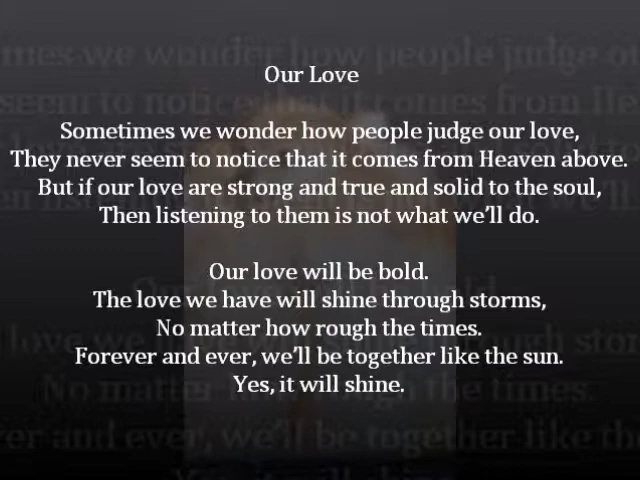 Our Love
Sometimes we wonder how people judge our love,
They never seem to notice that it comes from Heaven above.
But if our love are strong and true and solid to the soul,
Then listening to them is not what we'll do.
Our love will be bold.
The love we have will shine through storms,
No matter how rough the times.
Forever and ever, we'll be together like the sun.
Yes, it will shine.